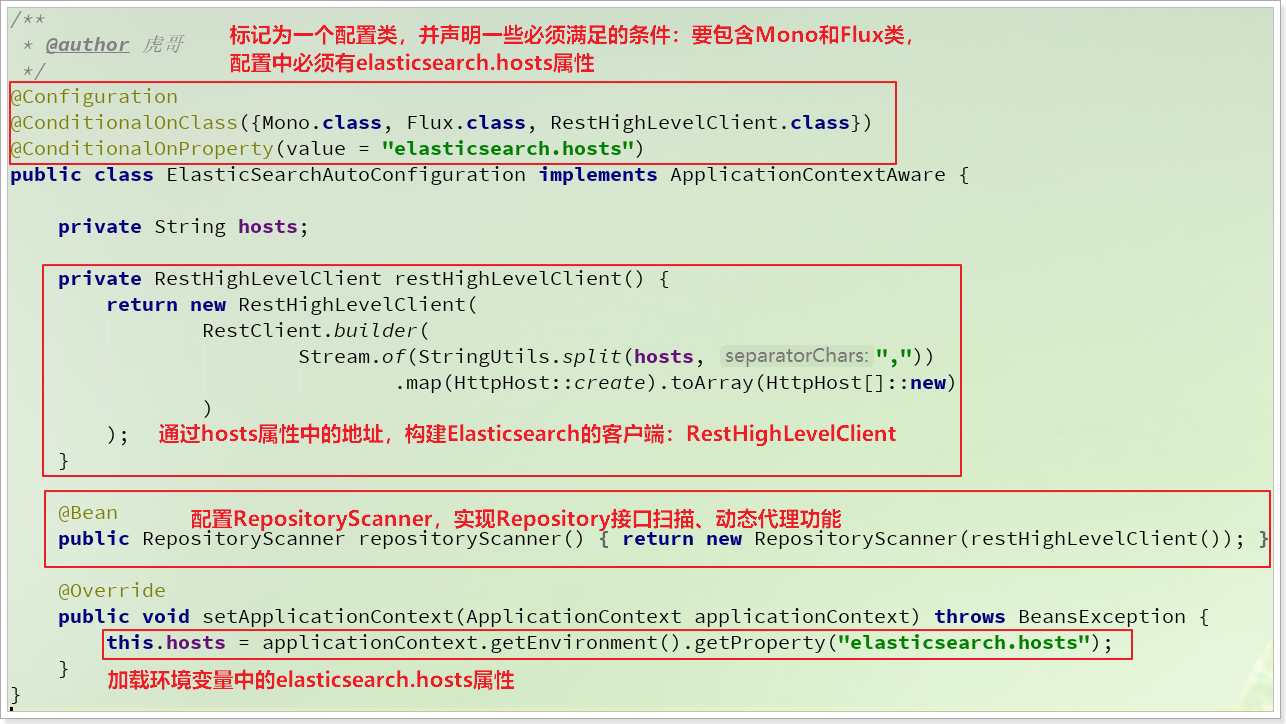 /**
* @author 虎哥
*/
标记为一个配置类，并声明一些必须满足的条件：要包含Mono和Flux类，
配置中必须有elasticsearch.hosts属性
@Configuration
@ConditionalOnClass({Mono.class, Flux.class, RestHighLevelClient.class})
@ConditionalOnProperty(value = "elasticsearch.hosts")
public class ElasticSearchAutoConfiguration implements ApplicationContextAware {
private String hosts;
private RestHighLevelClient restHighLevelClient() {
return new RestHighLevelClient(
RestClient.builder(
Stream.of(StringUtils.split(hosts, separatorChars: ","))
.map(HttpHost::create).toArray(HttpHost[]::new)
)
); 通过hosts属性中的地址，构建Elasticsearch的客户端：RestHighLevelClient
}
@Bean
配置RepositoryScanner，实现Repository接口扫描、动态代理功能
public RepositoryScanner repositoryScanner() { return new RepositoryScanner(restHighLevelClient()); }
@Override
public void setApplicationContext(ApplicationContext applicationContext) throws BeansException {
this.hosts = applicationContext.getEnvironment().getProperty("elasticsearch.hosts");
}
加载环境变量中的elasticsearch.hosts属性
}